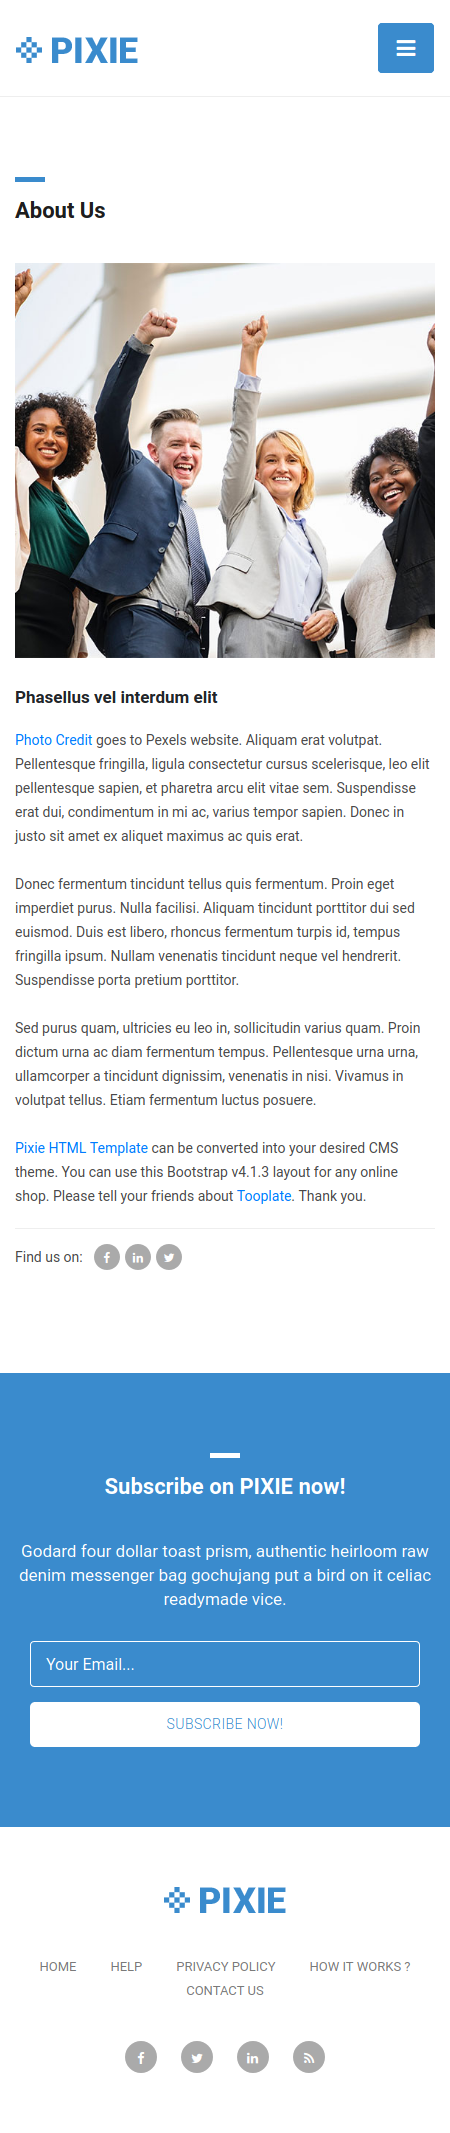 PIXIE
About Us
Phasellus vel interdum elit
Photo Credit goes to Pexels website. Aliquam erat volutpat.
Pellentesque fringilla, ligula consectetur cursus scelerisque, leo elit
pellentesque sapien, et pharetra arcu elit vitae sem. Suspendisse
erat dui, condimentum in mi ac, varius tempor sapien. Donec in
justo sit amet ex aliquet maximus ac quis erat.
Donec fermentum tincidunt tellus quis fermentum. Proin eget
imperdiet purus. Nulla facilisi. Aliquam tincidunt porttitor dui sed
euismod. Duis est libero, rhoncus fermentum turpis id, tempus
fringilla ipsum. Nullam venenatis tincidunt neque vel hendrerit.
Suspendisse porta pretium porttitor.
Sed purus quam, ultricies eu leo in, sollicitudin varius quam. Proin
dictum urna ac diam fermentum tempus. Pellentesque urna urna,
ullamcorper a tincidunt dignissim, venenatis in nisi. Vivamus in
volutpat tellus. Etiam fermentum luctus posuere.
Pixie HTML Template can be converted into your desired CMS
theme. You can use this Bootstrap v4.1.3 layout for any online
shop. Please tell your friends about Tooplate. Thank you.
Find us on:
Subscribe on PIXIE now!
Godard four dollar toast prism, authentic heirloom raw
denim messenger bag gochujang put a bird on it celiac
readymade vice.
Your Email...
SUBSCRIBE NOW!
PIXIE
HOME HELP PRIVACY POLICY HOW IT WORKS ?
CONTACT US